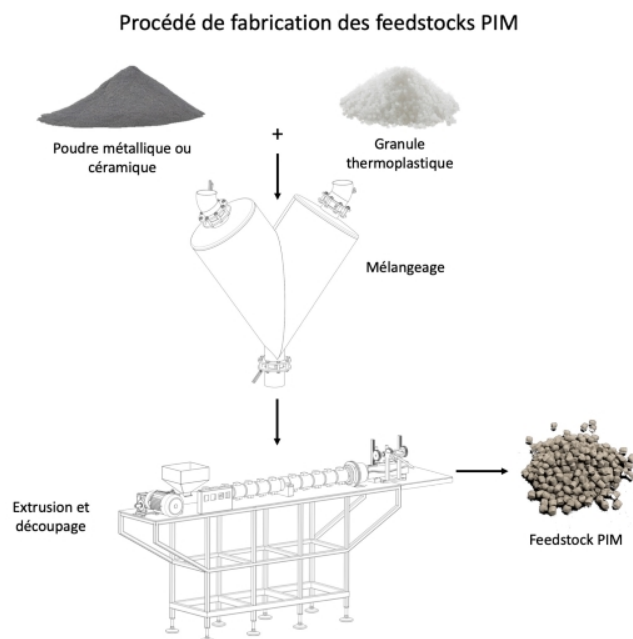 Procédé de fabrication des feedstocks PIM
+
Poudre métallique ou
céramique
Granule
thermoplastique
Mélangeage
Extrusion et
découpage
Feedstock PIM